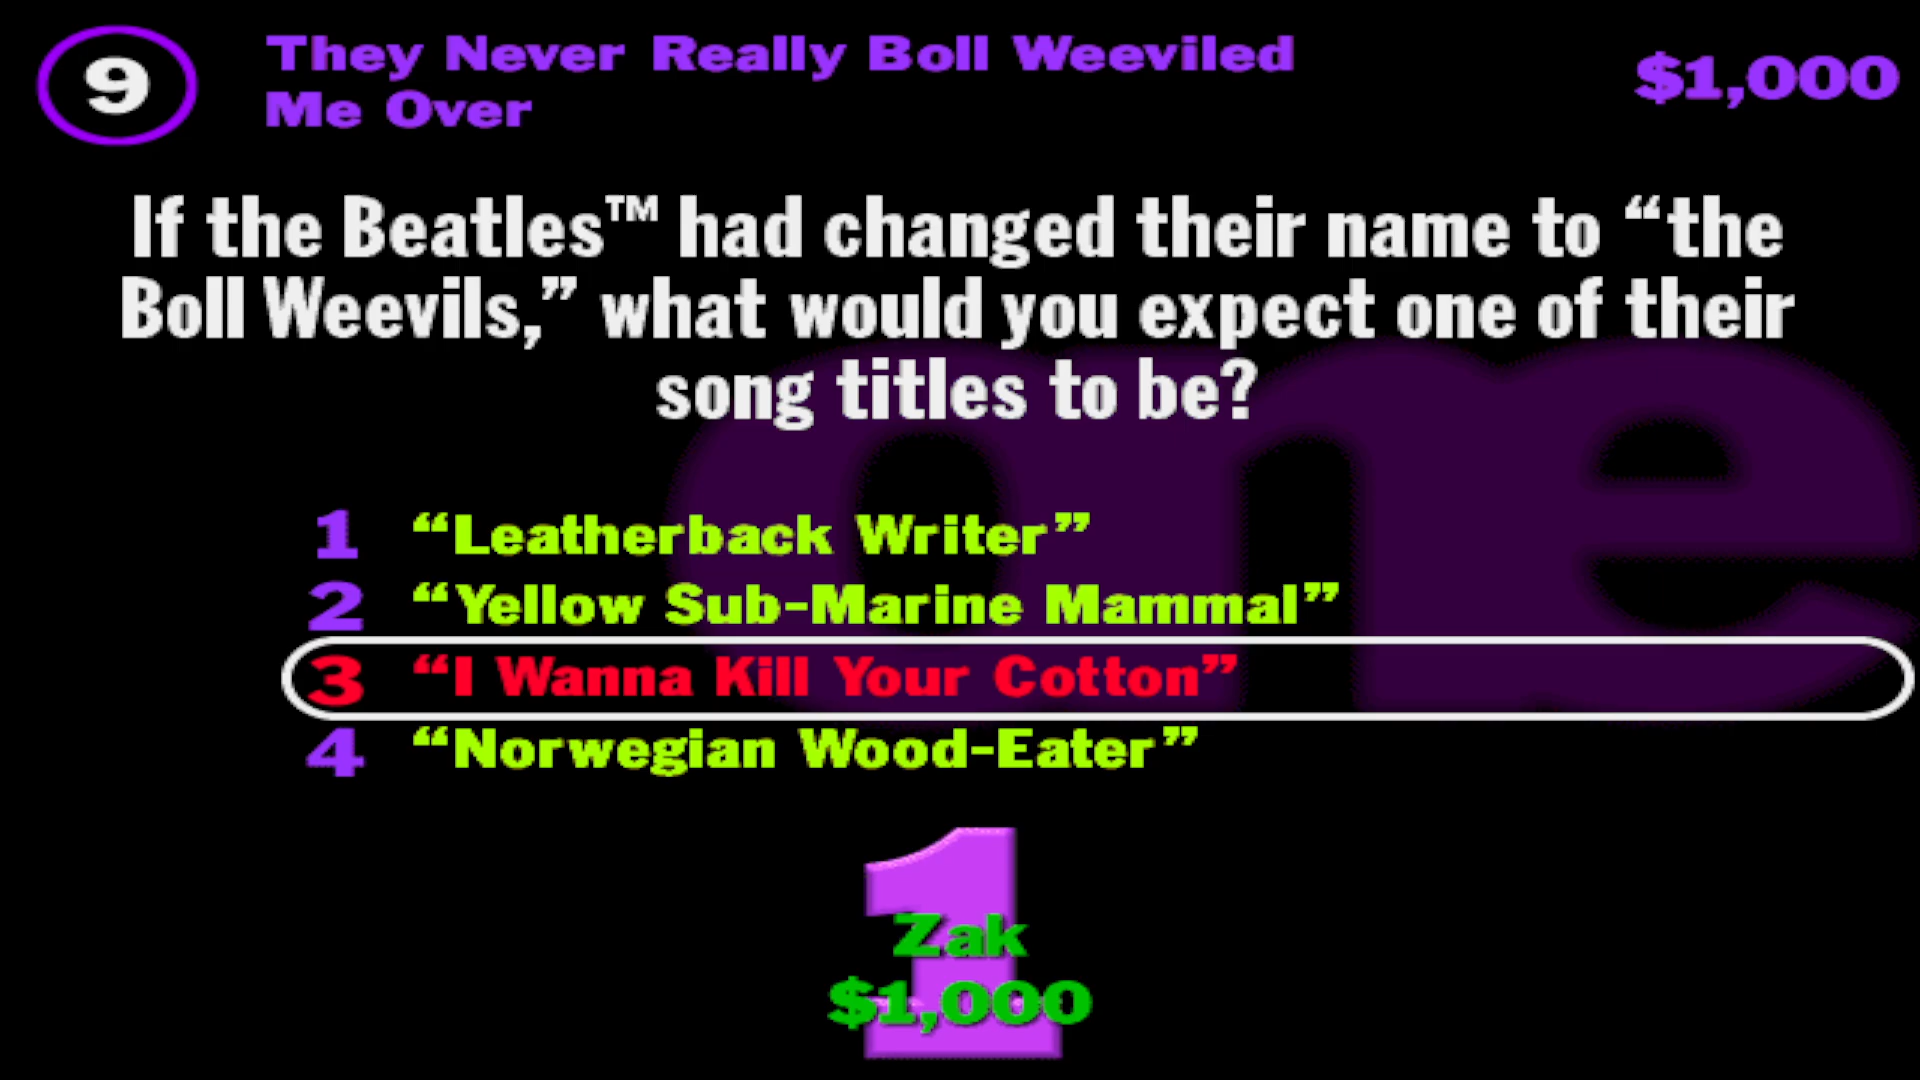 9
They Never Really Boll Weeviled
Me Over
$1,000
If the Beatles™ had changed their name to “the
Boll Weevils,” what would you expect one of their
song titles to be?
one
1 “Leatherback Writer”
2 “Yellow Sub-Marine Mammal”
3 “I Wanna Kill Your Cotton”
4 “Norwegian Wood-Eater”
1
Zak
$1,000